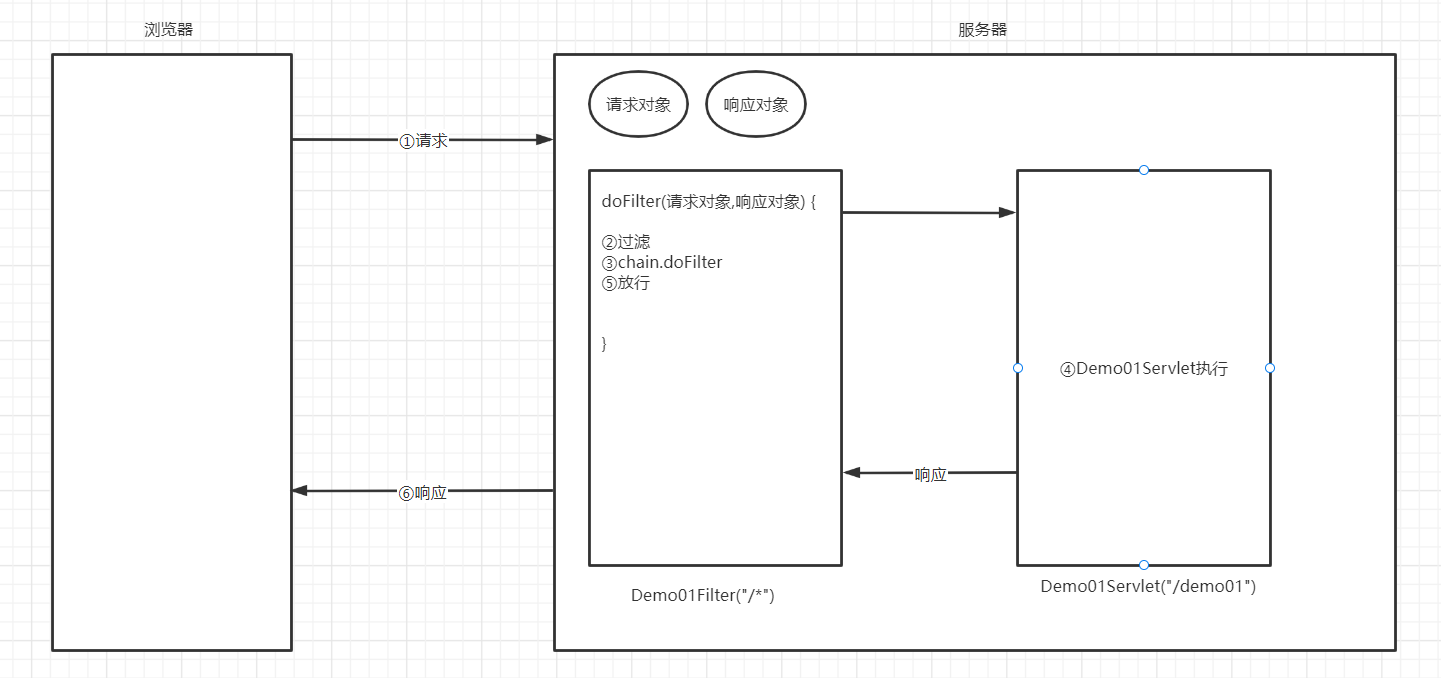 浏览器
服务器
请求对象
响应对象
①请求
doFilter(请求对象,响应对象) {
②过滤
③chain.doFilter
⑤放行
}
④Demo01Servlet执行
响应
⑥响应
Demo01Filter("/*")
Demo01Servlet("/demo01")